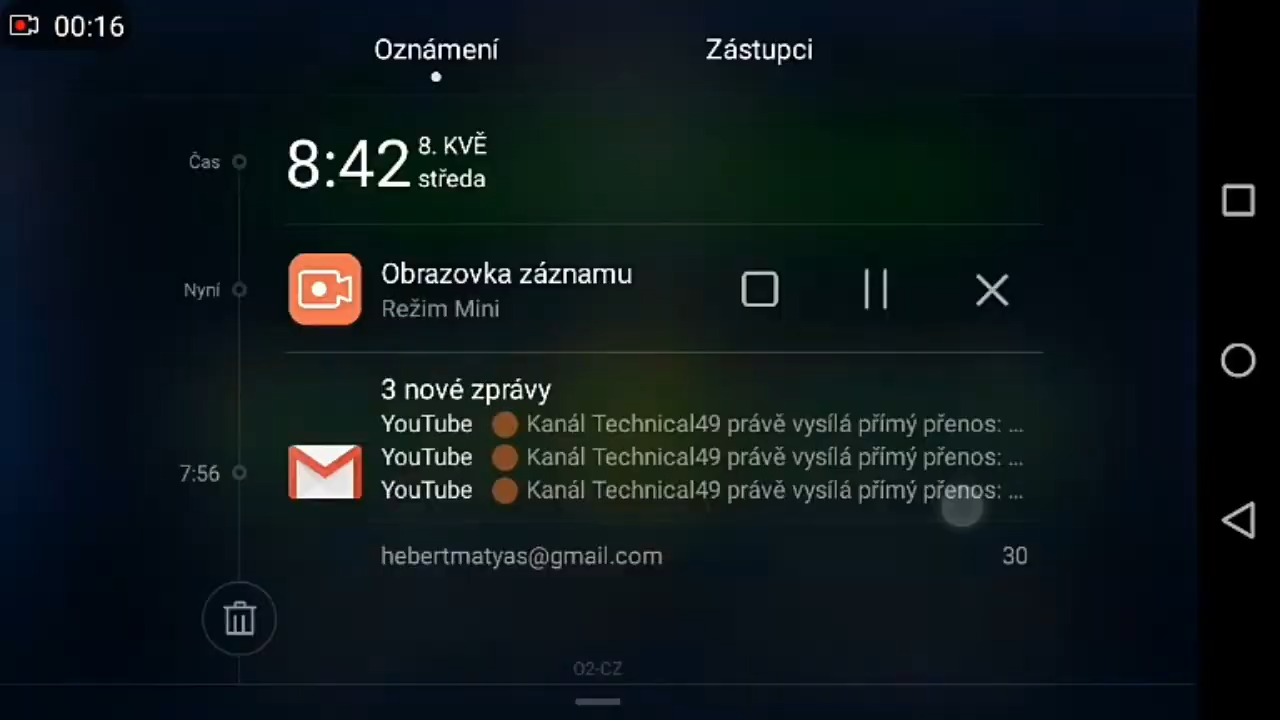 00:16
Oznámení
Zástupci
Čas
8:42
8. KVĚ
středa
Nyní
Obrazovka záznamu
Režim Mini
3 nové zprávy
YouTube Kanál Technical49 právě vysílá přímý přenos: ...
YouTube Kanál Technical49 právě vysílá přímý přenos: ...
7:56
YouTube Kanál Technical49 právě vysílá přímý přenos: ...
hebertmatyas@gmail.com 30
O2-CZ